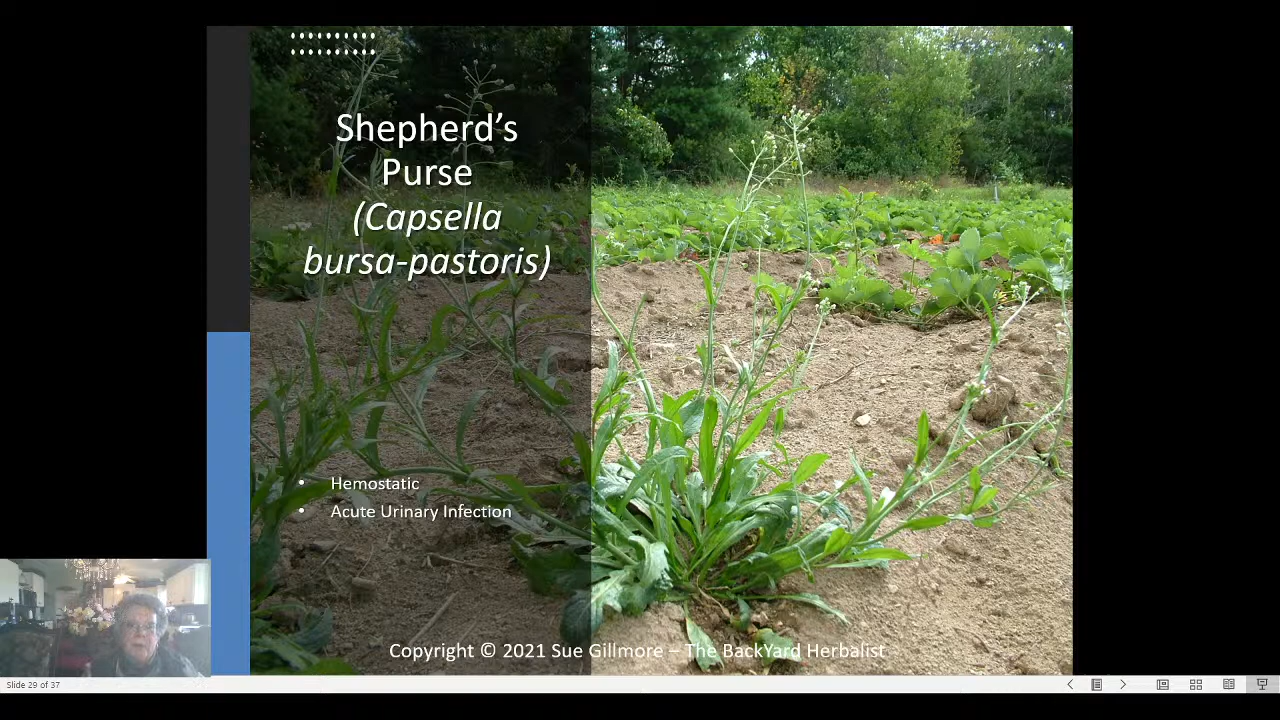 Shepherd’s
Purse
(Capsella
bursa-pastoris)
• Hemostatic
• Acute Urinary Infection
Copyright © 2021 Sue Gillmore – The BackYard Herbalist
Slide 29 of 37